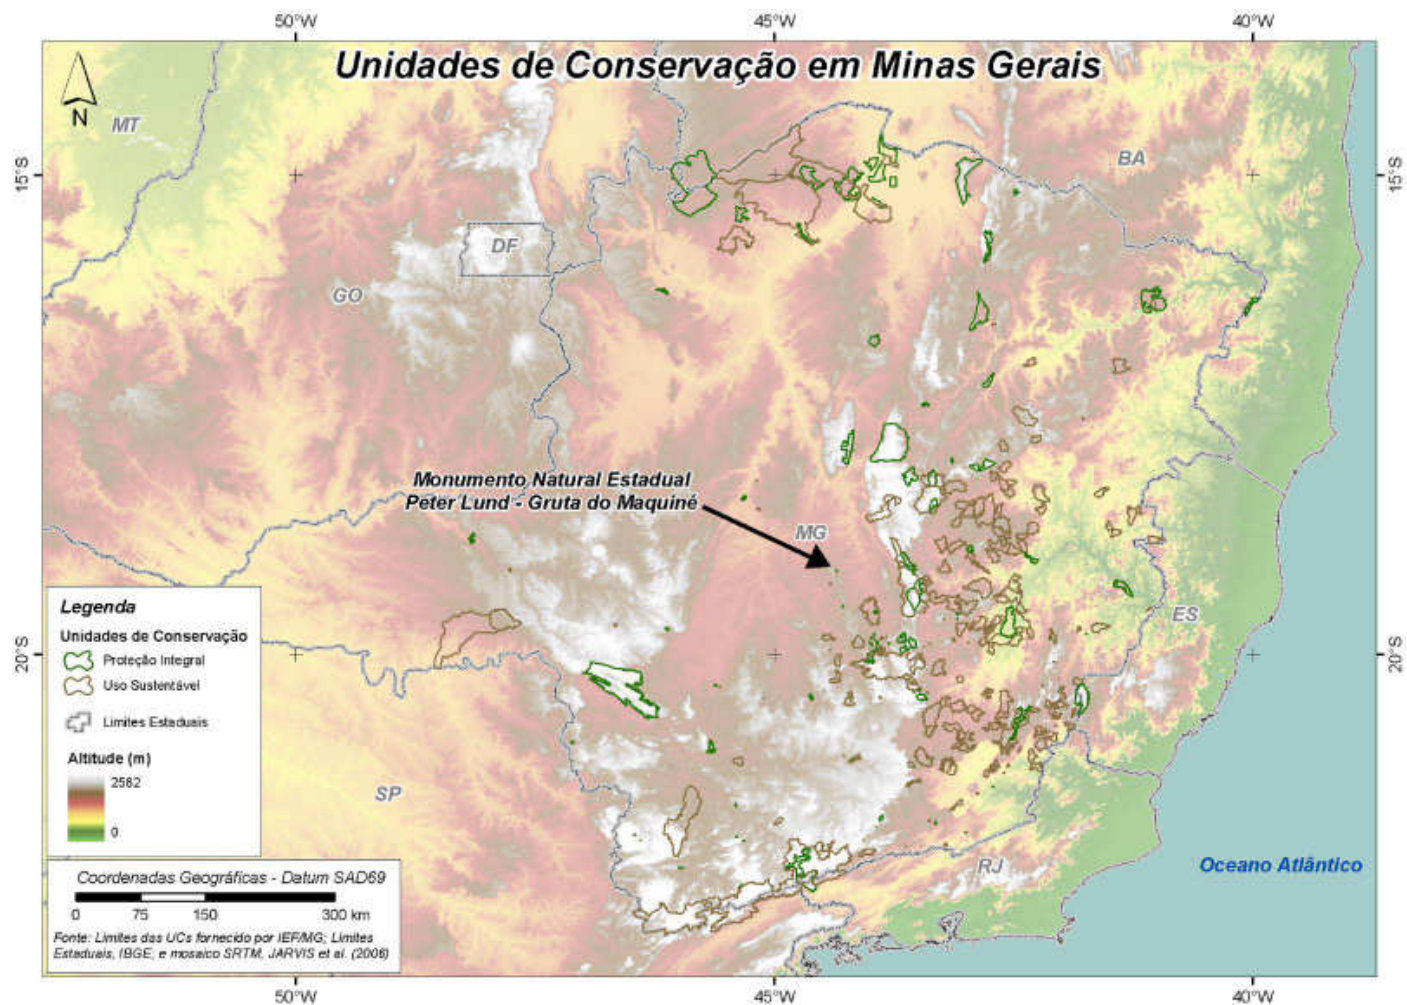 50°W 45°W 40°W
Unidades de Conservação em Minas Gerais
N
MT
BA
15°S 15°S
DF
GO
Monumento Natural Estadual
Peter Lund - Gruta do Maquiné
MG
ES
20°S 20°S
Legenda
Unidades de Conservação
Proteção Integral
Uso Sustentável
Limites Estaduais
Altitude (m)
2582
0
SP
RJ
Oceano Atlântico
Coordenadas Geográficas - Datum SAD69
0 75 150 300 km
Fonte: Limites das UCs fornecido por IEF/MG; Limites
Estaduais, IBGE; e mosaico SRTM, JARVIS et al. (2006)
50°W 45°W 40°W